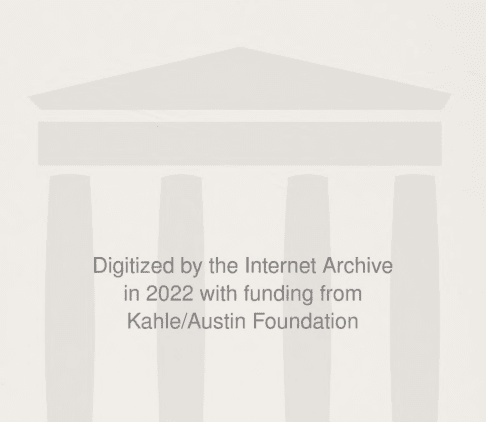 Digitized by the Internet Archive
in 2022 with funding from
Kahle/Austin Foundation